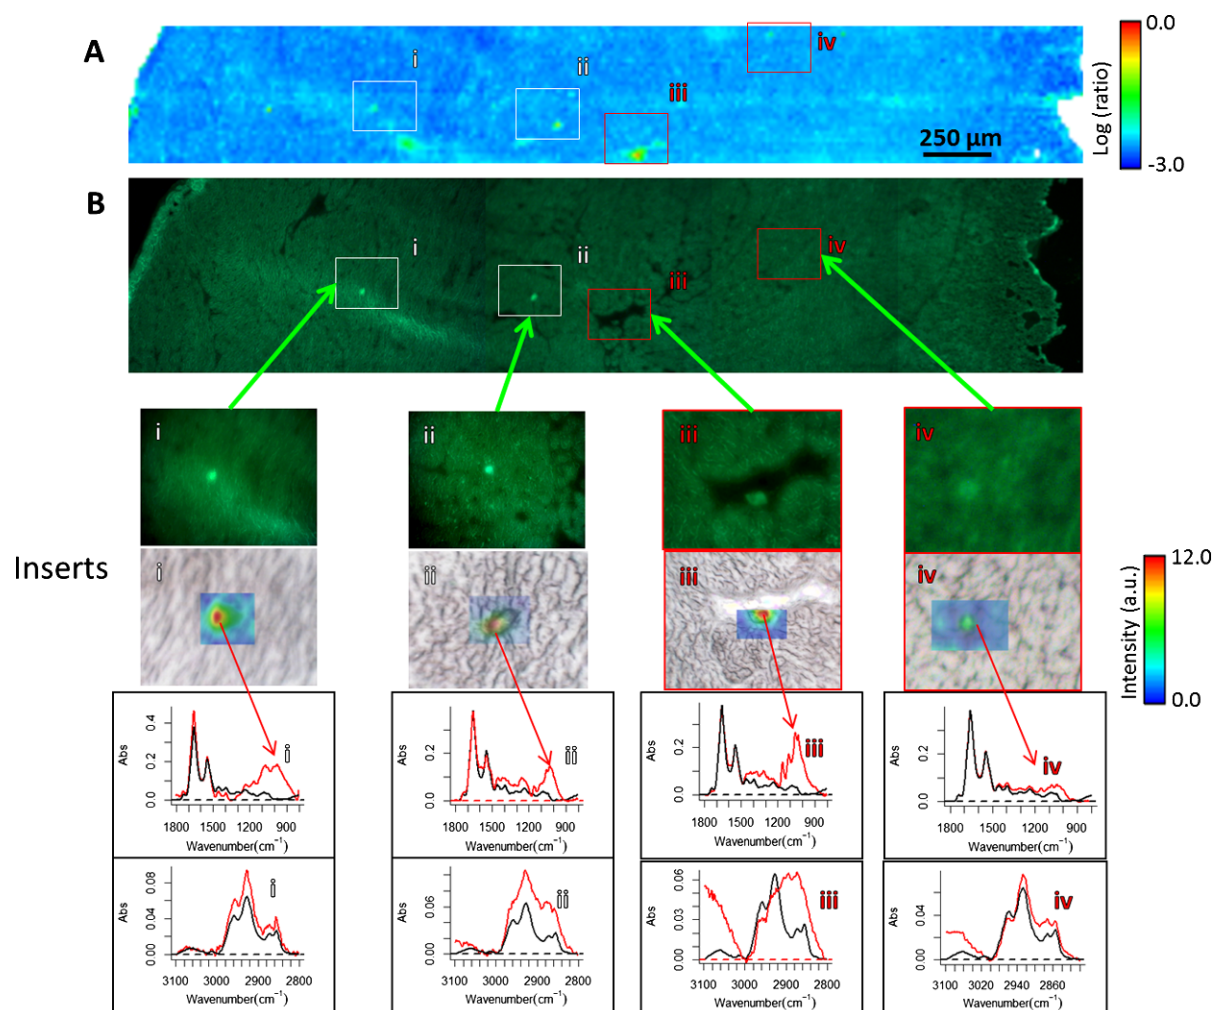 A
i
ii
iii
iv
250 µm
0.0
Log (ratio)
-3.0
B
i
ii
iii
iv
i
ii
iii
iv
Inserts
i
ii
iii
iv
12.0
Intensity (a.u.)
0.0
Abs
0.4
0.2
0.0
i
1800 1500 1200 900
Wavenumber(cm⁻¹)
Abs
0.2
0.0
ii
1800 1500 1200 900
Wavenumber(cm⁻¹)
Abs
0.2
0.0
iii
1800 1500 1200 900
Wavenumber(cm⁻¹)
Abs
0.2
0.0
iv
1800 1500 1200 900
Wavenumber(cm⁻¹)
Abs
0.08
0.04
0.00
i
3100 3000 2900 2800
Wavenumber(cm⁻¹)
Abs
0.06
0.00
ii
3100 3000 2900 2800
Wavenumber(cm⁻¹)
Abs
0.06
0.03
0.00
iii
3100 3000 2900 2800
Wavenumber(cm⁻¹)
Abs
0.04
0.00
iv
3100 3020 2940 2860
Wavenumber(cm⁻¹)